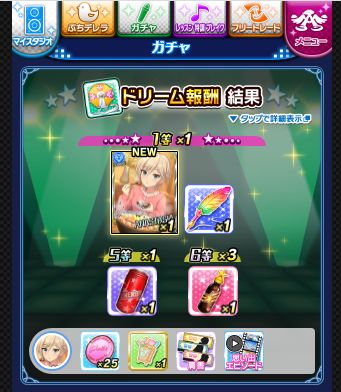 マイスタジオ
ぷちデレラ
ガチャ
レッスン 特訓 ブレイク
フリートレード
メニュー
ガチャ
ドリーム報酬 結果
▼タップで詳細表示
1等 ×1
NEW
×1
×1
5等 ×1
6等 ×3
×1
×1
×25
×1
肩書
思い出
エピソード